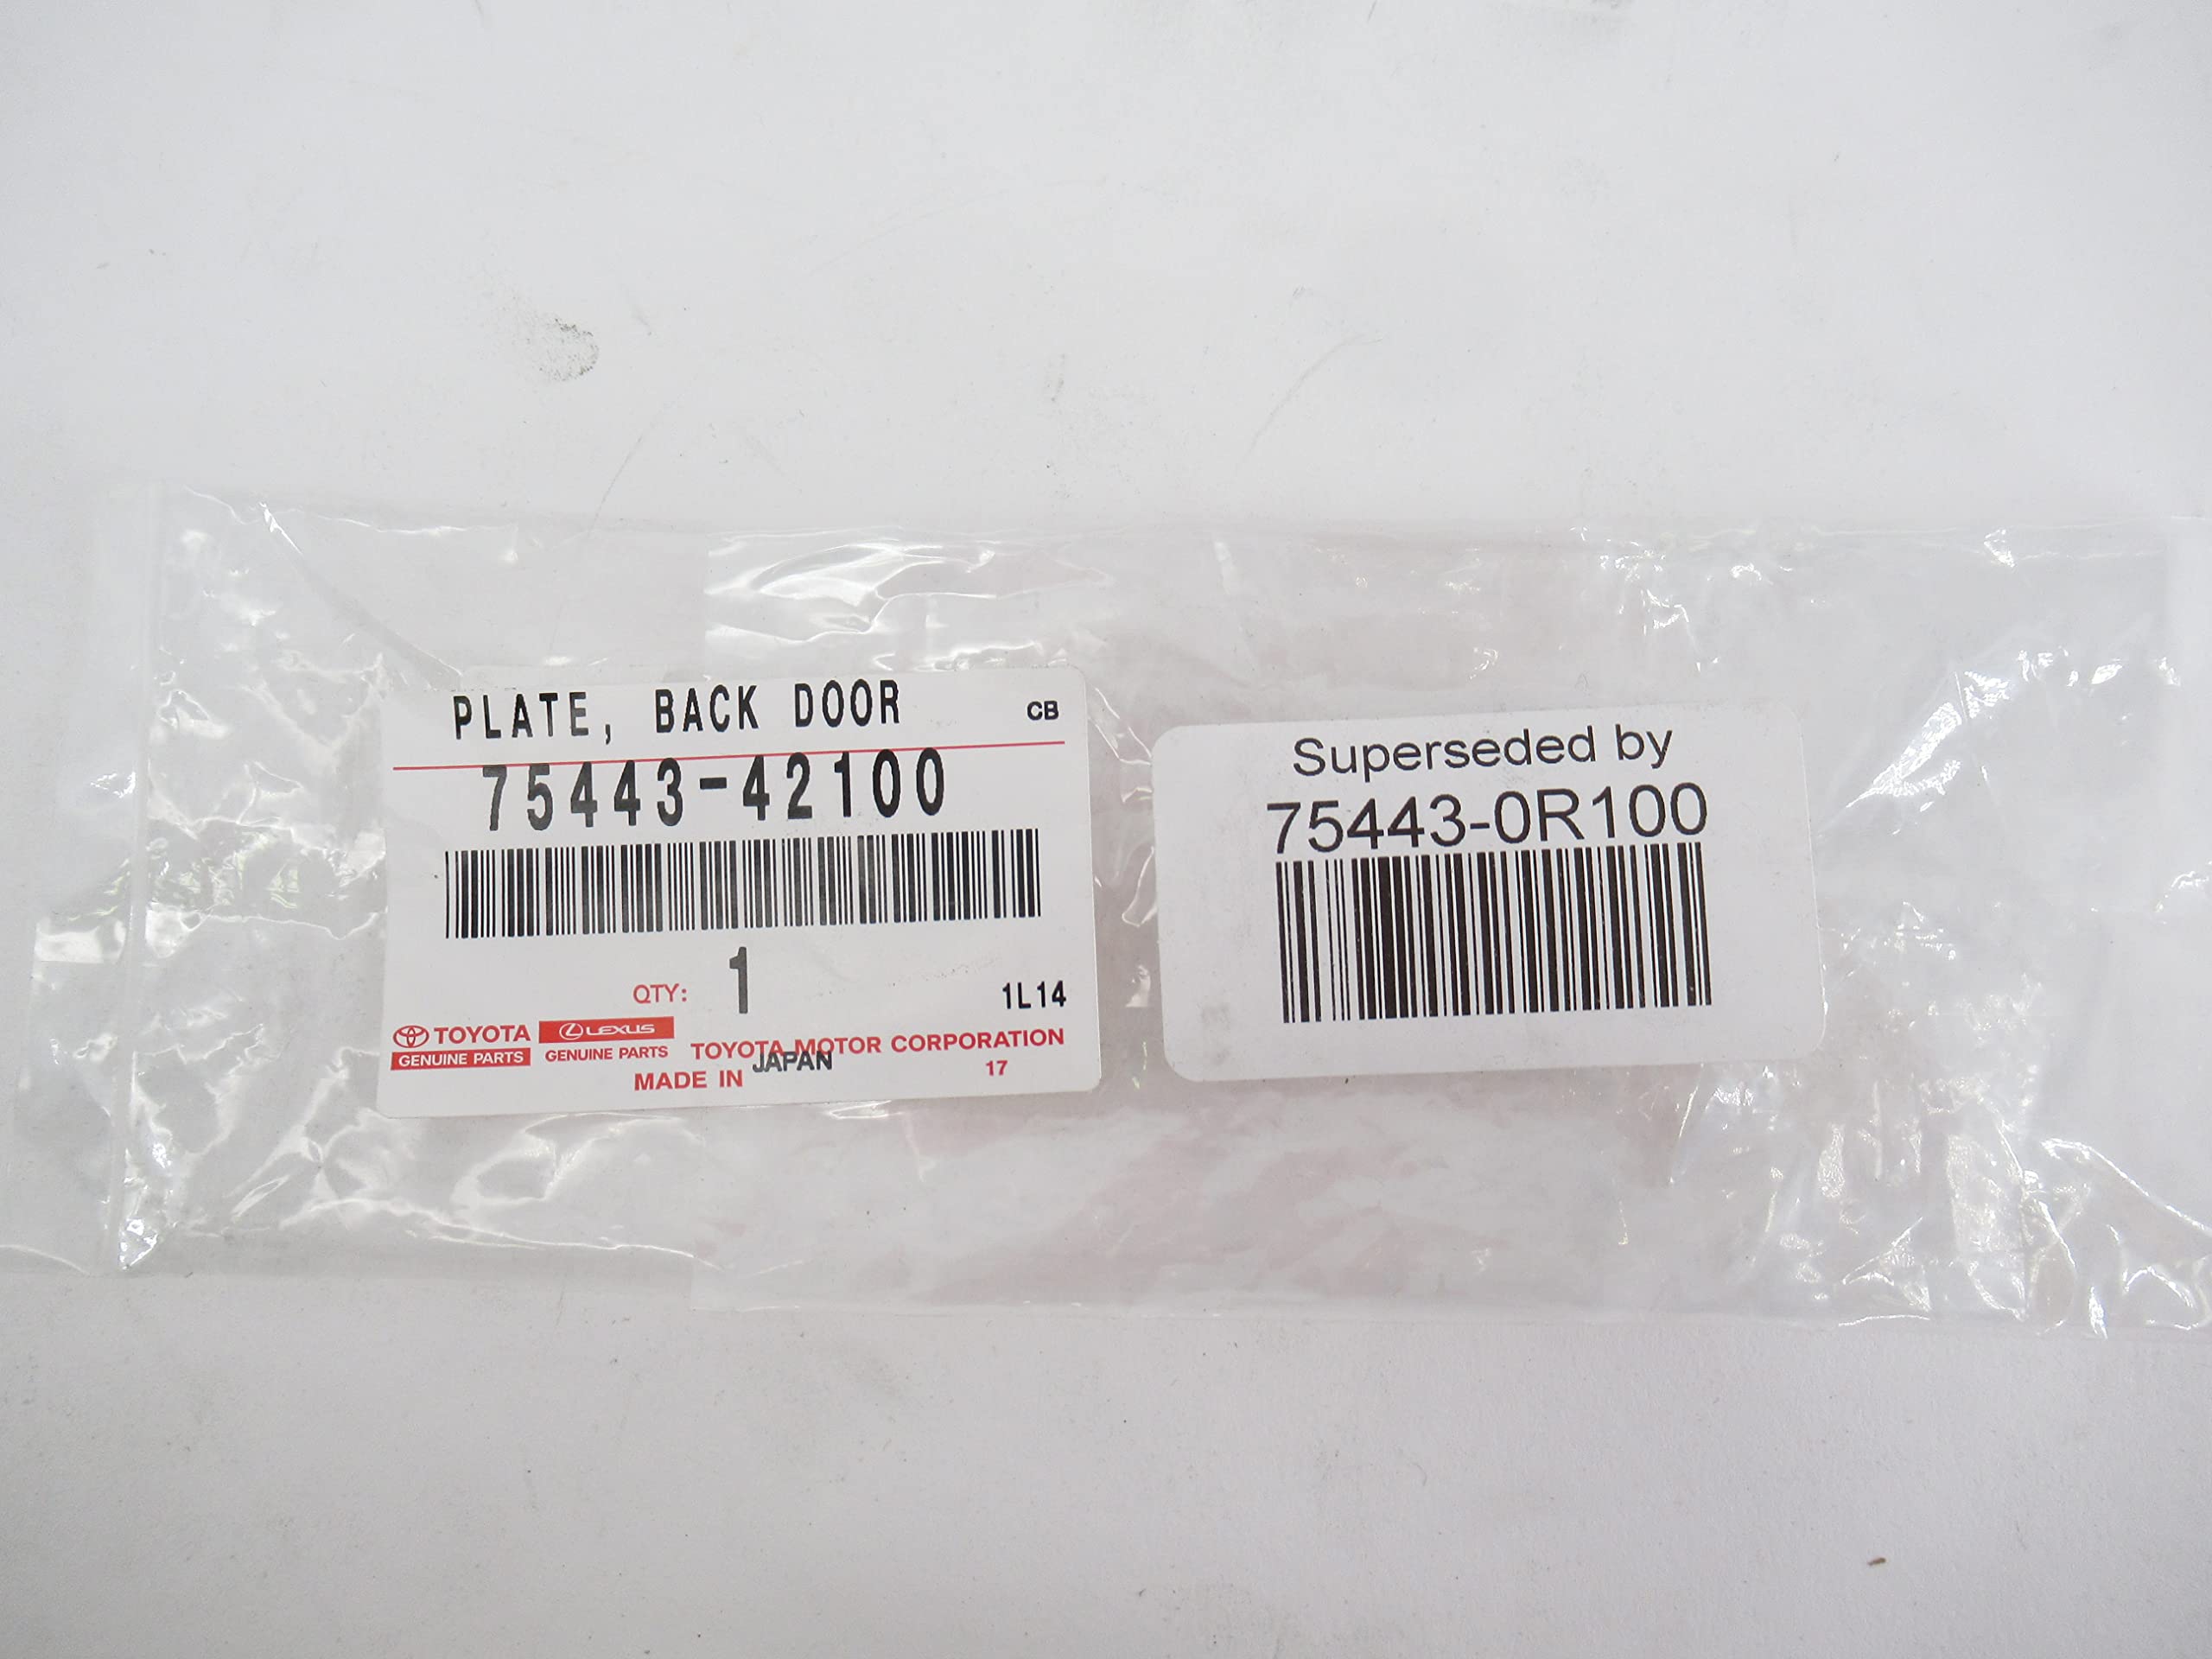 PLATE, BACK DOOR
CB
75443-42100
QTY: 1
1L14
TOYOTA
GENUINE PARTS
LEXUS
GENUINE PARTS
TOYOTA MOTOR CORPORATION
MADE IN JAPAN
17
Superseded by
75443-0R100